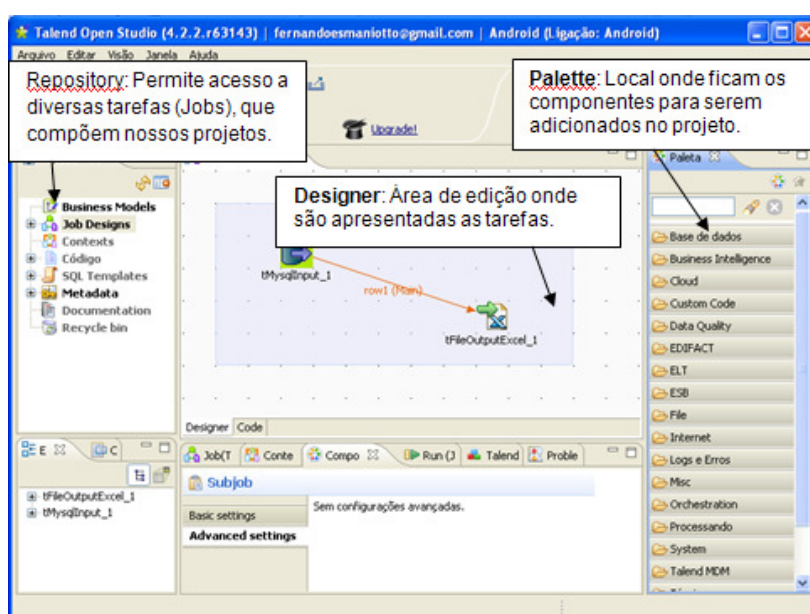 Talend Open Studio (4.2.2.r63143) | fernandoesmaniotto@gmail.com | Android (Ligação: Android)
Arquivo Editar Visão Janela Ajuda
Repository: Permite acesso a
diversas tarefas (Jobs), que
compõem nossos projetos.
Upgrade!
Palette: Local onde ficam os
componentes para serem
adicionados no projeto.
Business Models
Job Designs
Contexts
Código
SQL Templates
Metadata
Documentation
Recycle bin
Designer: Área de edição onde
são apresentadas as tarefas.
tMysqlInput_1
row1 (Main)
tFileOutputExcel_1
Designer Code
Paleta
Base de dados
Business Intelligence
Cloud
Custom Code
Data Quality
EDIFACT
ELT
ESB
File
Internet
Logs e Erros
Misc
Orchestration
Processando
System
Talend MDM
E C
tFileOutputExcel_1
tMysqlInput_1
Job(T Conte Compo Run (J Talend Proble
Subjob
Basic settings
Advanced settings
Sem configurações avançadas.